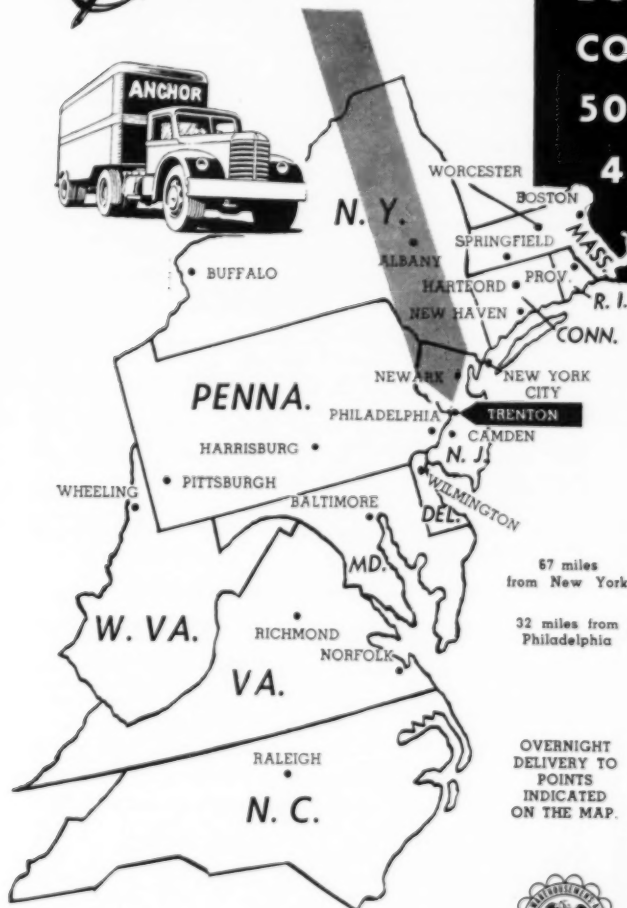 CO
50
4
ANCHOR
WORCESTER
BOSTON
N. Y.
MASS.
SPRINGFIELD
ALBANY
BUFFALO
HARTFORD
PROV.
R. I.
NEW HAVEN
CONN.
NEWARK
NEW YORK
CITY
PENNA.
TRENTON
PHILADELPHIA
CAMDEN
HARRISBURG
N. J.
PITTSBURGH
WHEELING
WILMINGTON
BALTIMORE
DEL.
MD.
67 miles
from New York
W. VA.
32 miles from
Philadelphia
RICHMOND
NORFOLK
VA.
OVERNIGHT
DELIVERY TO
POINTS
INDICATED
ON THE MAP.
RALEIGH
N. C.